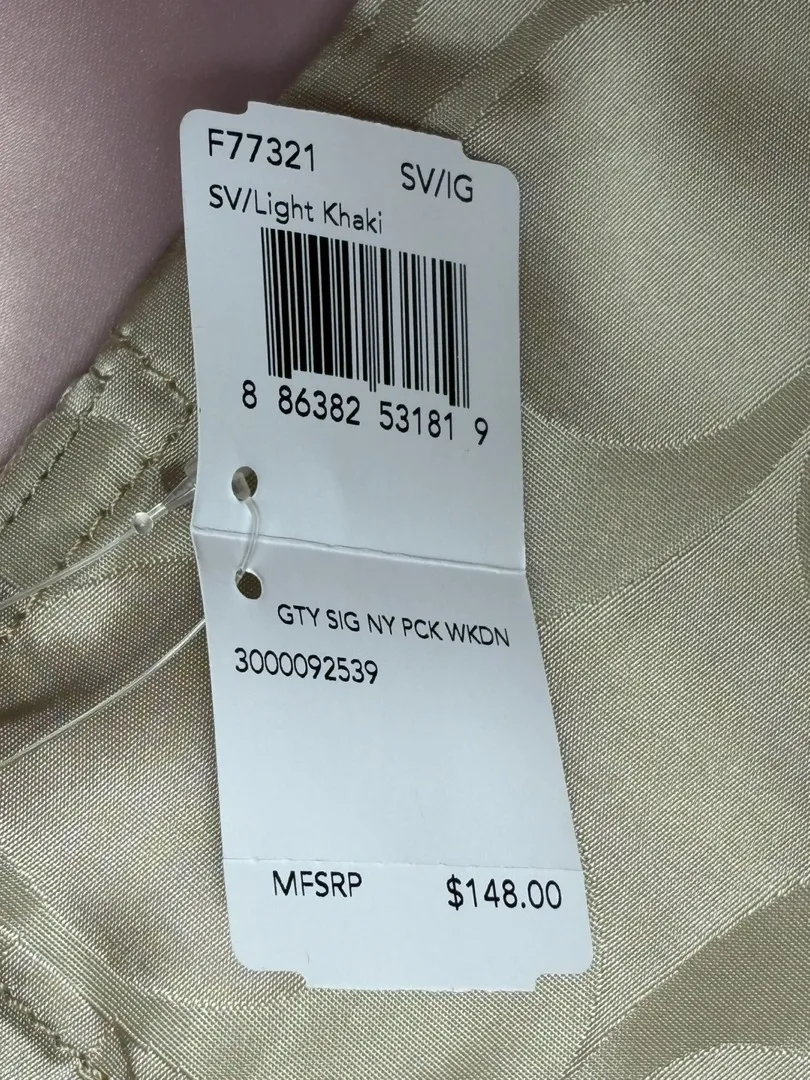 F77321 SV/IG
SV/Light Khaki
8 86382 53181 9
GTY SIG NY PCK WKDN
3000092539
MFSRP $148.00